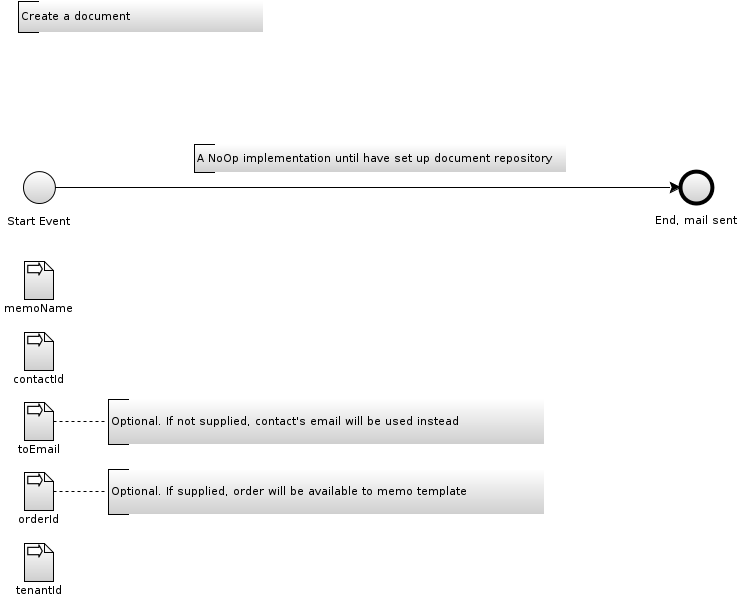 Create a document
A NoOp implementation until have set up document repository
Start Event
End, mail sent
memoName
contactId
toEmail
Optional. If not supplied, contact's email will be used instead
orderId
Optional. If supplied, order will be available to memo template
tenantId